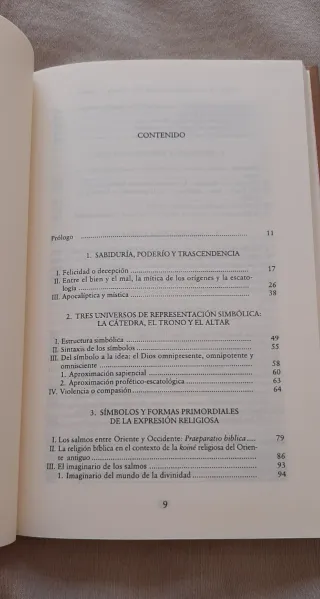 CONTENIDO
Prólogo ........ 11
1. SABIDURÍA, PODERÍO Y TRASCENDENCIA
I. Felicidad o decepción ........ 17
II. Entre el bien y el mal, la mítica de los orígenes y la escato-
logía ........ 26
III. Apocalíptica y mística ........ 38
2. TRES UNIVERSOS DE REPRESENTACIÓN SIMBÓLICA:
LA CÁTEDRA, EL TRONO Y EL ALTAR
I. Estructura simbólica ........ 49
II. Sintaxis de los símbolos ........ 55
III. Del símbolo a la idea: el Dios omnipresente, omnipotente y
omnisciente ........ 58
1. Aproximación sapiencial ........ 60
2. Aproximación profético-escatológica ........ 63
IV. Violencia o compasión ........ 64
3. SÍMBOLOS Y FORMAS PRIMORDIALES
DE LA EXPRESIÓN RELIGIOSA
I. Los salmos entre Oriente y Occidente: Praeparatio biblica .... 79
II. La religión bíblica en el contexto de la koiné religiosa del Orien-
te antiguo ........ 86
III. El imaginario de los salmos ........ 93
1. Imaginario del mundo de la divinidad ........ 94
9